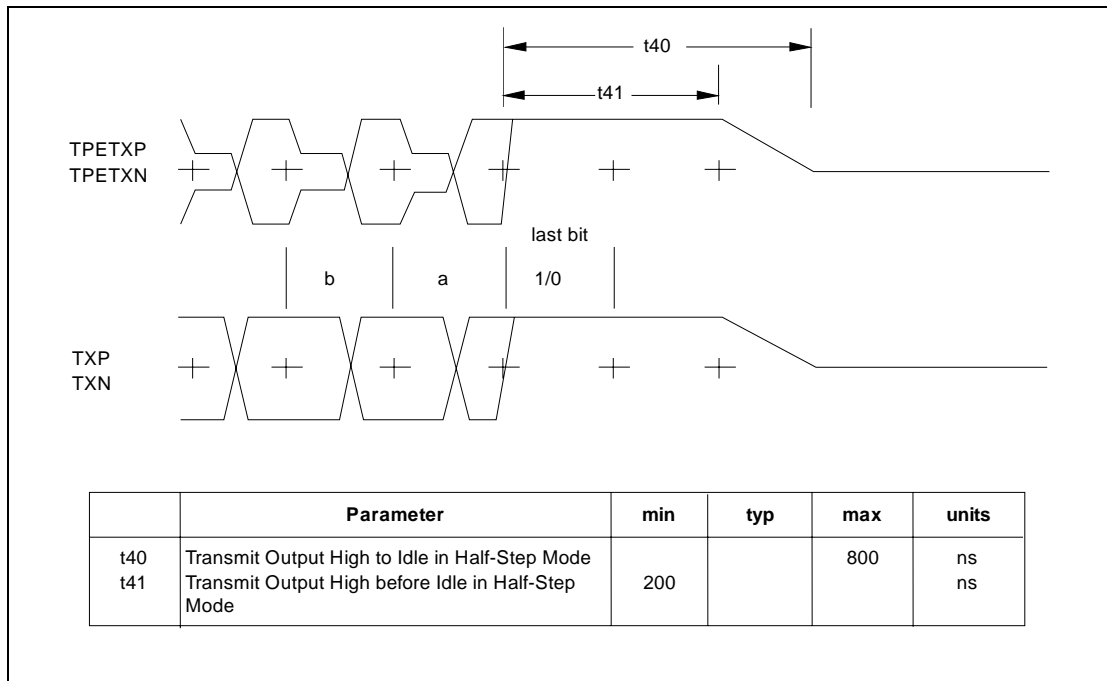 t40
t41
TPETXP
TPETXN
last bit
b a 1/0
TXP
TXN
Parameter min typ max units
t40 Transmit Output High to Idle in Half-Step Mode 800 ns
t41 Transmit Output High before Idle in Half-Step 200 ns
Mode